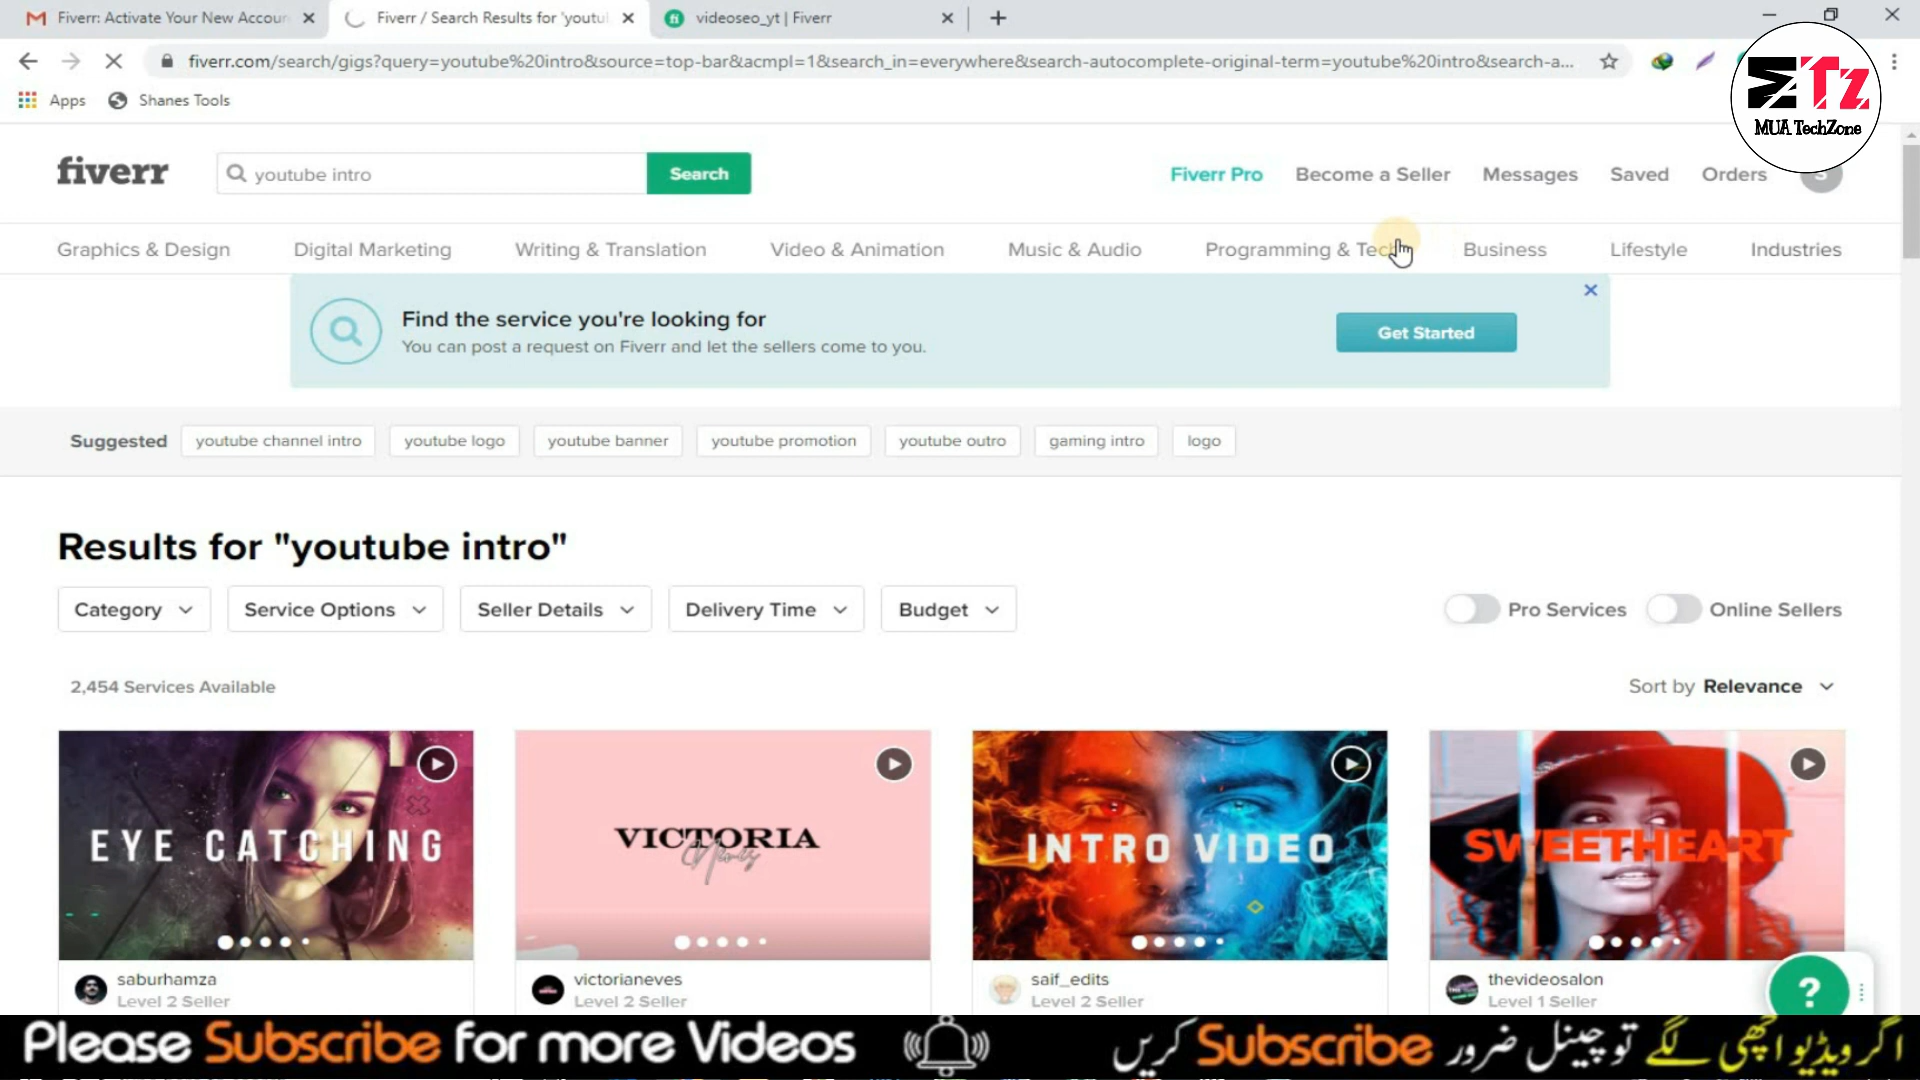 Fiverr: Activate Your New Accoun
Fiverr / Search Results for 'youtu
videoseo_yt | Fiverr
fiverr.com/search/gigs?query=youtube%20intro&source=top-bar&acmpl=1&search_in=everywhere&search-autocomplete-original-term=youtube%20intro&search-a...
Apps
Shanes Tools
MTz
MUA TechZone
fiverr
youtube intro
Search
Fiverr Pro
Become a Seller
Messages
Saved
Orders
S
Graphics & Design
Digital Marketing
Writing & Translation
Video & Animation
Music & Audio
Programming & Tech
Business
Lifestyle
Industries
Find the service you're looking for
You can post a request on Fiverr and let the sellers come to you.
Get Started
Suggested
youtube channel intro
youtube logo
youtube banner
youtube promotion
youtube outro
gaming intro
logo
Results for "youtube intro"
Category
Service Options
Seller Details
Delivery Time
Budget
Pro Services
Online Sellers
2,454 Services Available
Sort by Relevance
EYE CATCHING
VICTORIA
Neves
INTRO VIDEO
SWEETHEART
saburhamza
Level 2 Seller
victorianeves
Level 2 Seller
saif_edits
Level 2 Seller
thevideosalon
Level 1 Seller
?
Please Subscribe for more Videos
اگر ویڈیو اچھی لگے تو چینل ضرور Subscribe کریں